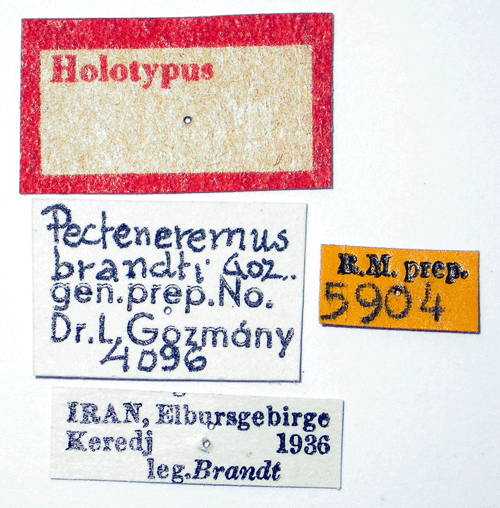 Holotypus
Pecteneremus
brandti Goz.
gen.prep.No.
Dr.L.Gozmány
4096
R.M. prep.
5904
IRAN, Elbursgebirge
Keredj 1936
leg. Brandt